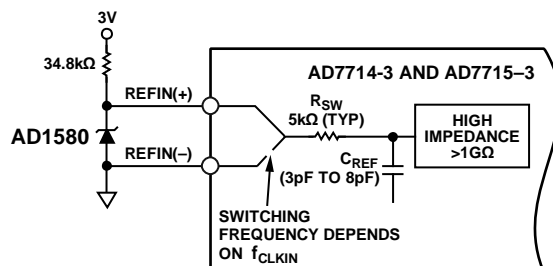 3V
34.8kΩ
AD7714-3 AND AD7715–3
REFIN(+)
RSW
5kΩ (TYP)
HIGH
IMPEDANCE
>1GΩ
AD1580
REFIN(–)
CREF
(3pF TO 8pF)
SWITCHING
FREQUENCY DEPENDS
ON fCLKIN